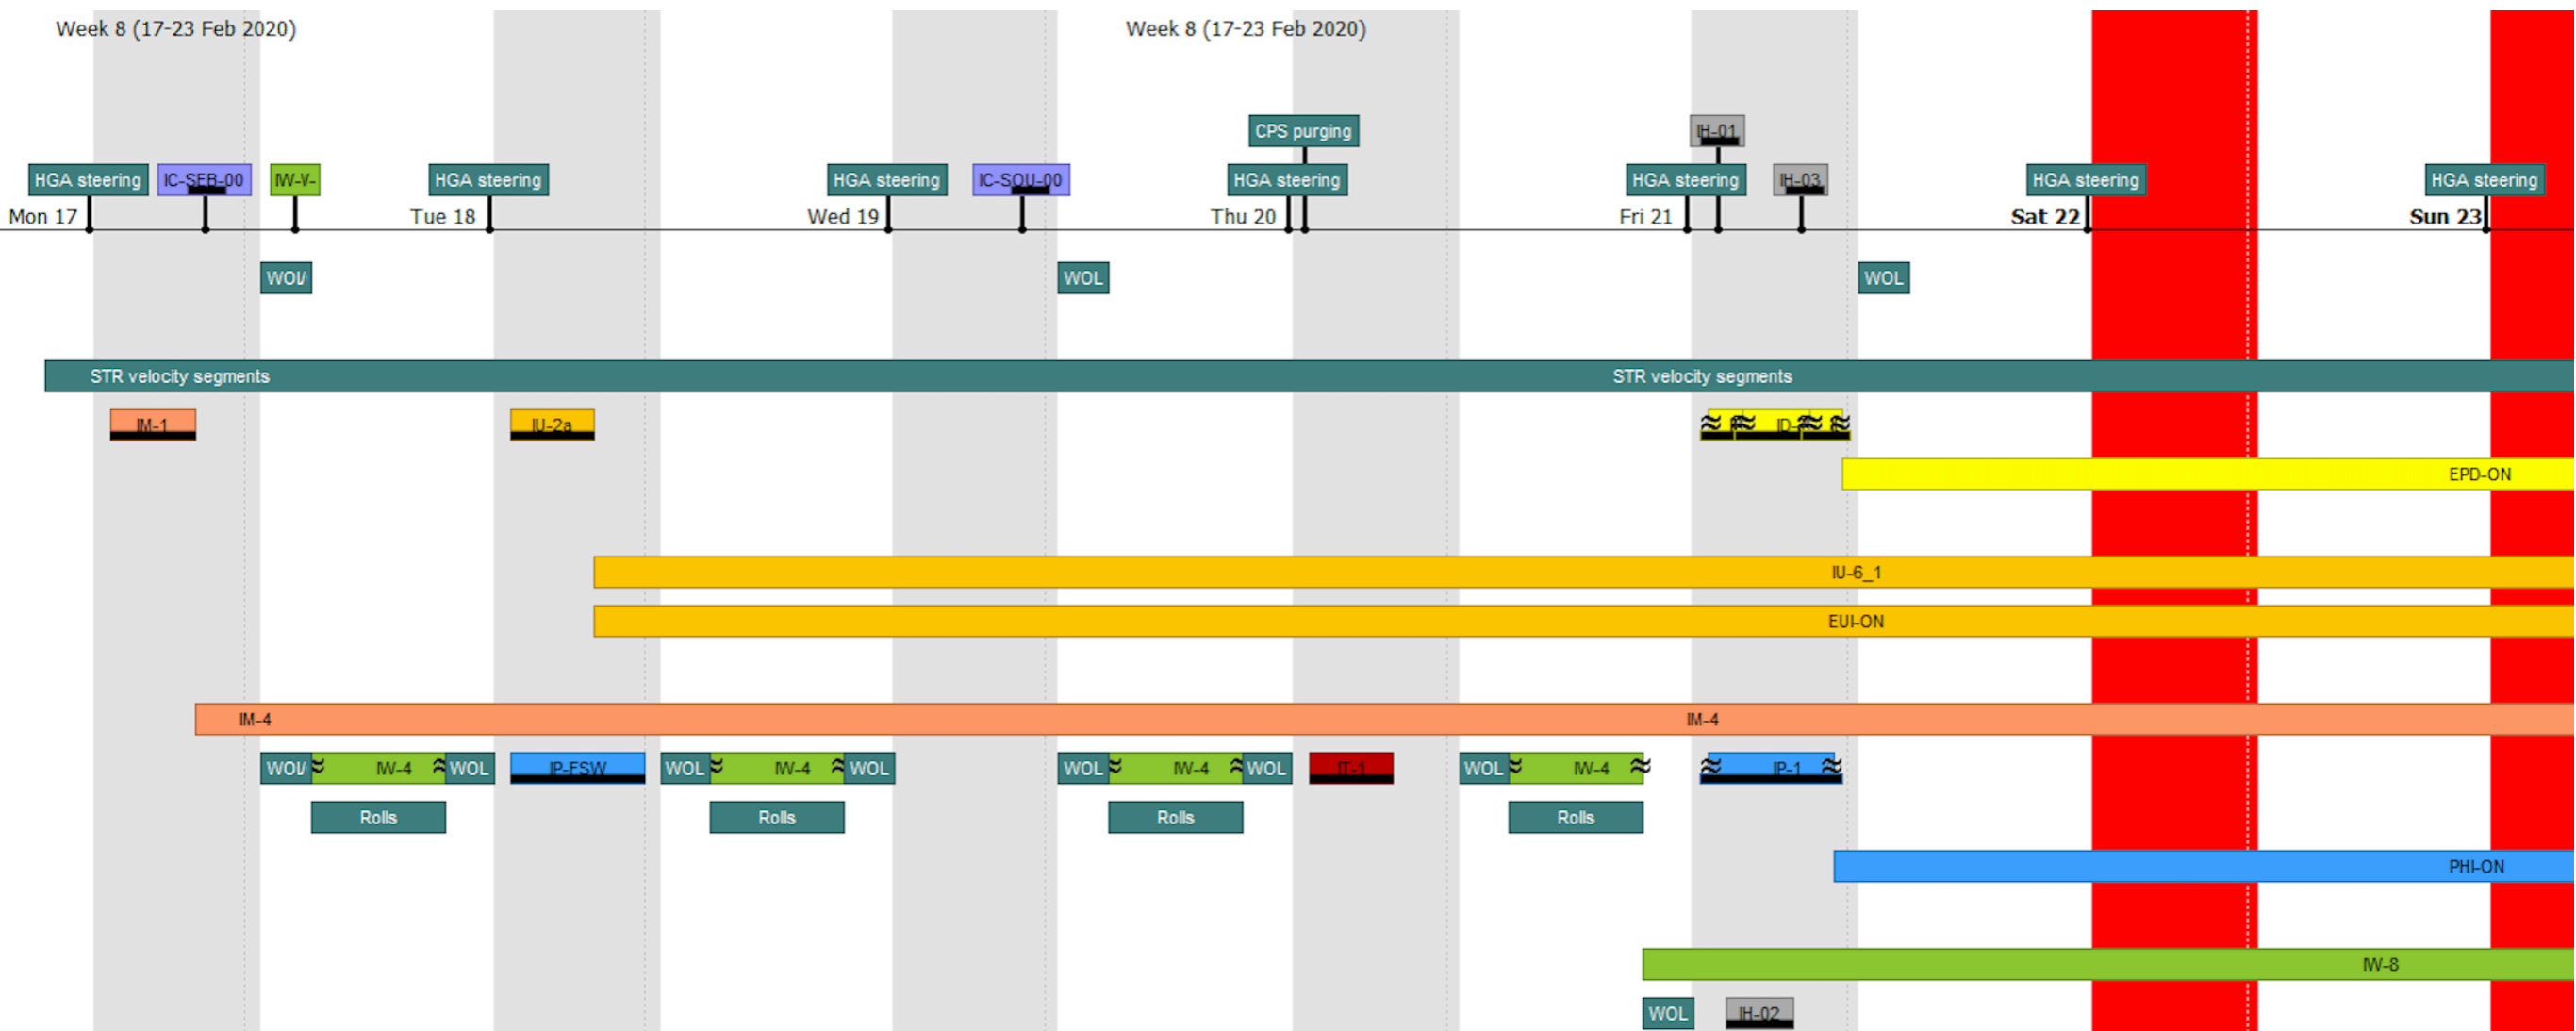 Week 8 (17-23 Feb 2020) Week 8 (17-23 Feb 2020)
CPS purging IH-01
HGA steering IC-SEB-00 IW-V- HGA steering HGA steering IC-SOU-00 HGA steering HGA steering IH-03 HGA steering HGA steering
Mon 17 Tue 18 Wed 19 Thu 20 Fri 21 Sat 22 Sun 23
WOL WOL
STR velocity segments STR velocity segments
IM-1 IU-2a ID-
EPD-ON
IU-6_1
EUI-ON
IM-4 IM-4
IW-4 WOL IP-FSW WOL IW-4 WOL WOL IW-4 WOL IT-1 WOL IW-4 IP-1
Rolls Rolls Rolls Rolls
PHI-ON
IW-8
WOL IH-02